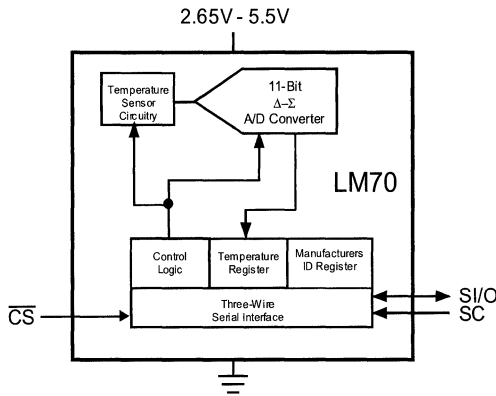 2.65V - 5.5V
Temperature
Sensor
Circuitry
11-Bit
Δ–Σ
A/D Converter
LM70
Control
Logic
Temperature
Register
Manufacturers
ID Register
Three-Wire
Serial Interface
C̅S̅
SI/O
SC